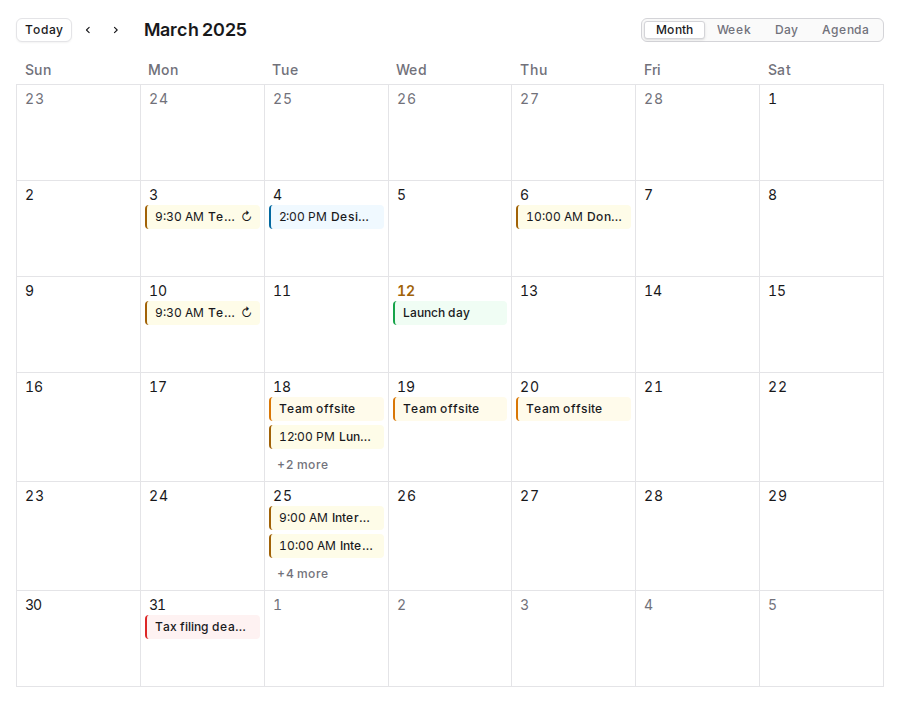 Today ‹ › March 2025 Month Week Day Agenda
Sun Mon Tue Wed Thu Fri Sat
23 24 25 26 27 28 1
2 3 4 5 6 7 8
9:30 AM Te... 2:00 PM Desi... 10:00 AM Don...
9 10 11 12 13 14 15
9:30 AM Te... Launch day
16 17 18 19 20 21 22
Team offsite Team offsite Team offsite
12:00 PM Lun...
+2 more
23 24 25 26 27 28 29
9:00 AM Inter...
10:00 AM Inte...
+4 more
30 31 1 2 3 4 5
Tax filing dea...